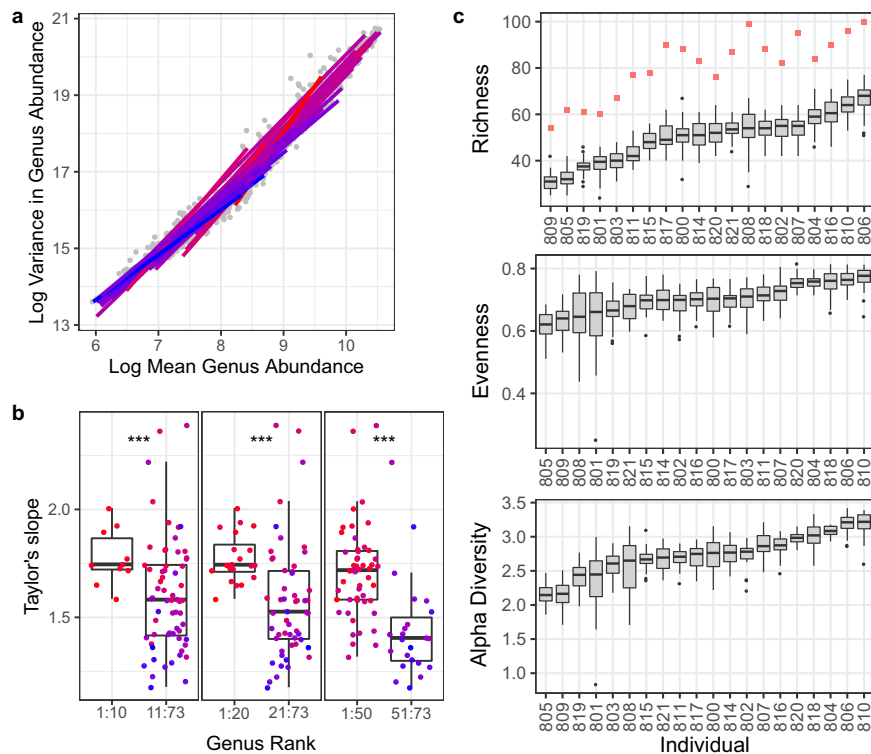 a
Log Variance in Genus Abundance
21
19
17
15
13
6 7 8 9 10
Log Mean Genus Abundance
b
Taylor's slope
2.0
1.5
*** *** ***
1:10 11:73 1:20 21:73 1:50 51:73
Genus Rank
c
Richness
100
80
60
40
809 805 819 801 803 811 815 817 800 814 820 821 808 818 802 807 804 816 810 806
Evenness
0.8
0.6
0.4
805 809 808 801 819 821 815 814 802 816 800 817 803 811 807 820 804 818 806 810
Alpha Diversity
3.5
3.0
2.5
2.0
1.5
1.0
805 809 819 801 803 808 815 821 811 817 800 814 802 807 816 820 818 804 806 810
Individual